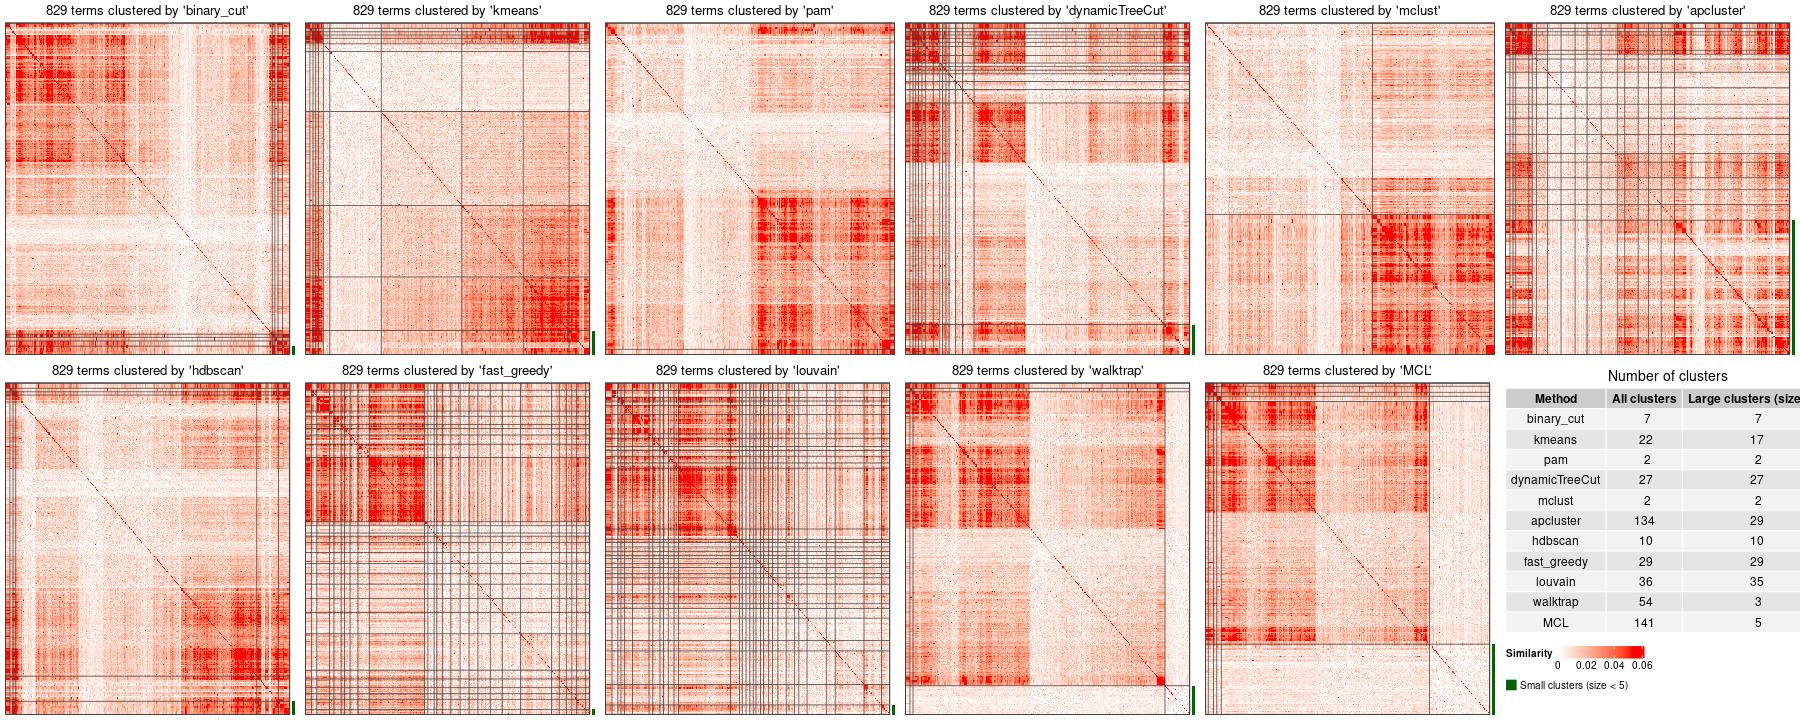 829 terms clustered by 'binary_cut'
829 terms clustered by 'kmeans'
829 terms clustered by 'pam'
829 terms clustered by 'dynamicTreeCut'
829 terms clustered by 'mclust'
829 terms clustered by 'apcluster'
829 terms clustered by 'hdbscan'
829 terms clustered by 'fast_greedy'
829 terms clustered by 'louvain'
829 terms clustered by 'walktrap'
829 terms clustered by 'MCL'
Number of clusters
Method All clusters Large clusters (size
binary_cut 7 7
kmeans 22 17
pam 2 2
dynamicTreeCut 27 27
mclust 2 2
apcluster 134 29
hdbscan 10 10
fast_greedy 29 29
louvain 36 35
walktrap 54 3
MCL 141 5
Similarity
0 0.02 0.04 0.06
Small clusters (size < 5)